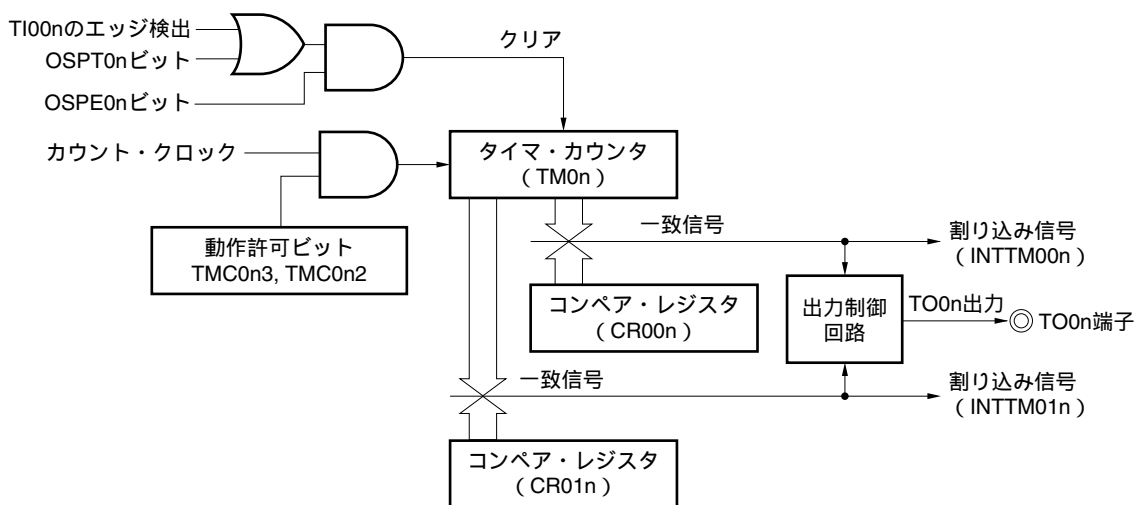 TI00nのエッジ検出
OSPT0nビット
OSPE0nビット
クリア
カウント・クロック
タイマ・カウンタ
（TM0n）
動作許可ビット
TMC0n3, TMC0n2
一致信号
割り込み信号
（INTTM00n）
コンペア・レジスタ
（CR00n）
出力制御
回路
TO0n出力
TO0n端子
一致信号
割り込み信号
（INTTM01n）
コンペア・レジスタ
（CR01n）